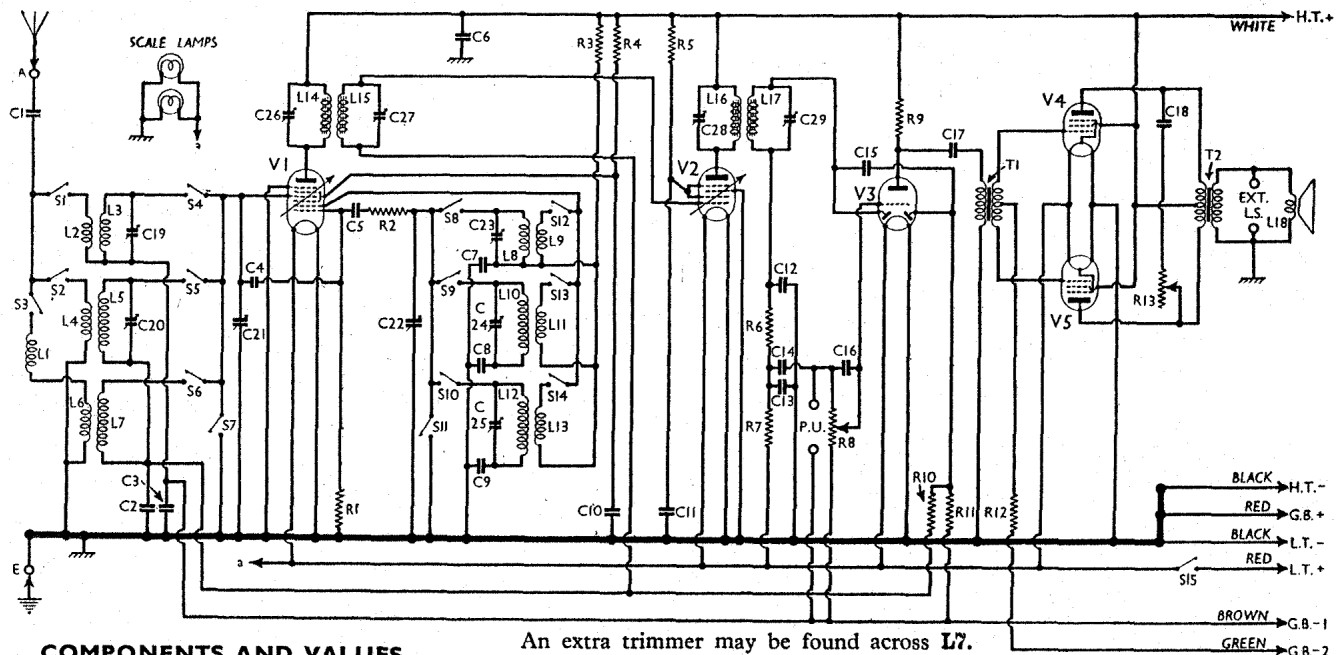 SCALE LAMPS
A
C1
a
C6
R3
R4
R5
H.T.+
WHITE
L14
L15
C26
C27
V1
L16
L17
C28
C29
V2
R9
C17
C15
V3
V4
C18
T1
T2
EXT.
L.S.
L18
V5
R13
S1
L2
L3
S4
C19
S2
S3
L4
L5
S5
C20
C4
C21
L1
L6
L7
S6
S7
C5
R2
S8
C23
L8
S12
L9
C7
S9
L10
S13
C
24
L11
C22
C8
S10
L12
S14
C
25
L13
S11
C9
C12
R6
C14
C16
C13
R7
P.U.
R8
C3
C2
R1
C10
C11
R10
R11
R12
BLACK
H.T.-
RED
G.B.+
BLACK
L.T.-
RED
L.T.+
E
a
S15
BROWN
G.B.-1
GREEN
G.B-2
An extra trimmer may be found across L7.
COMPONENTS AND VALUES